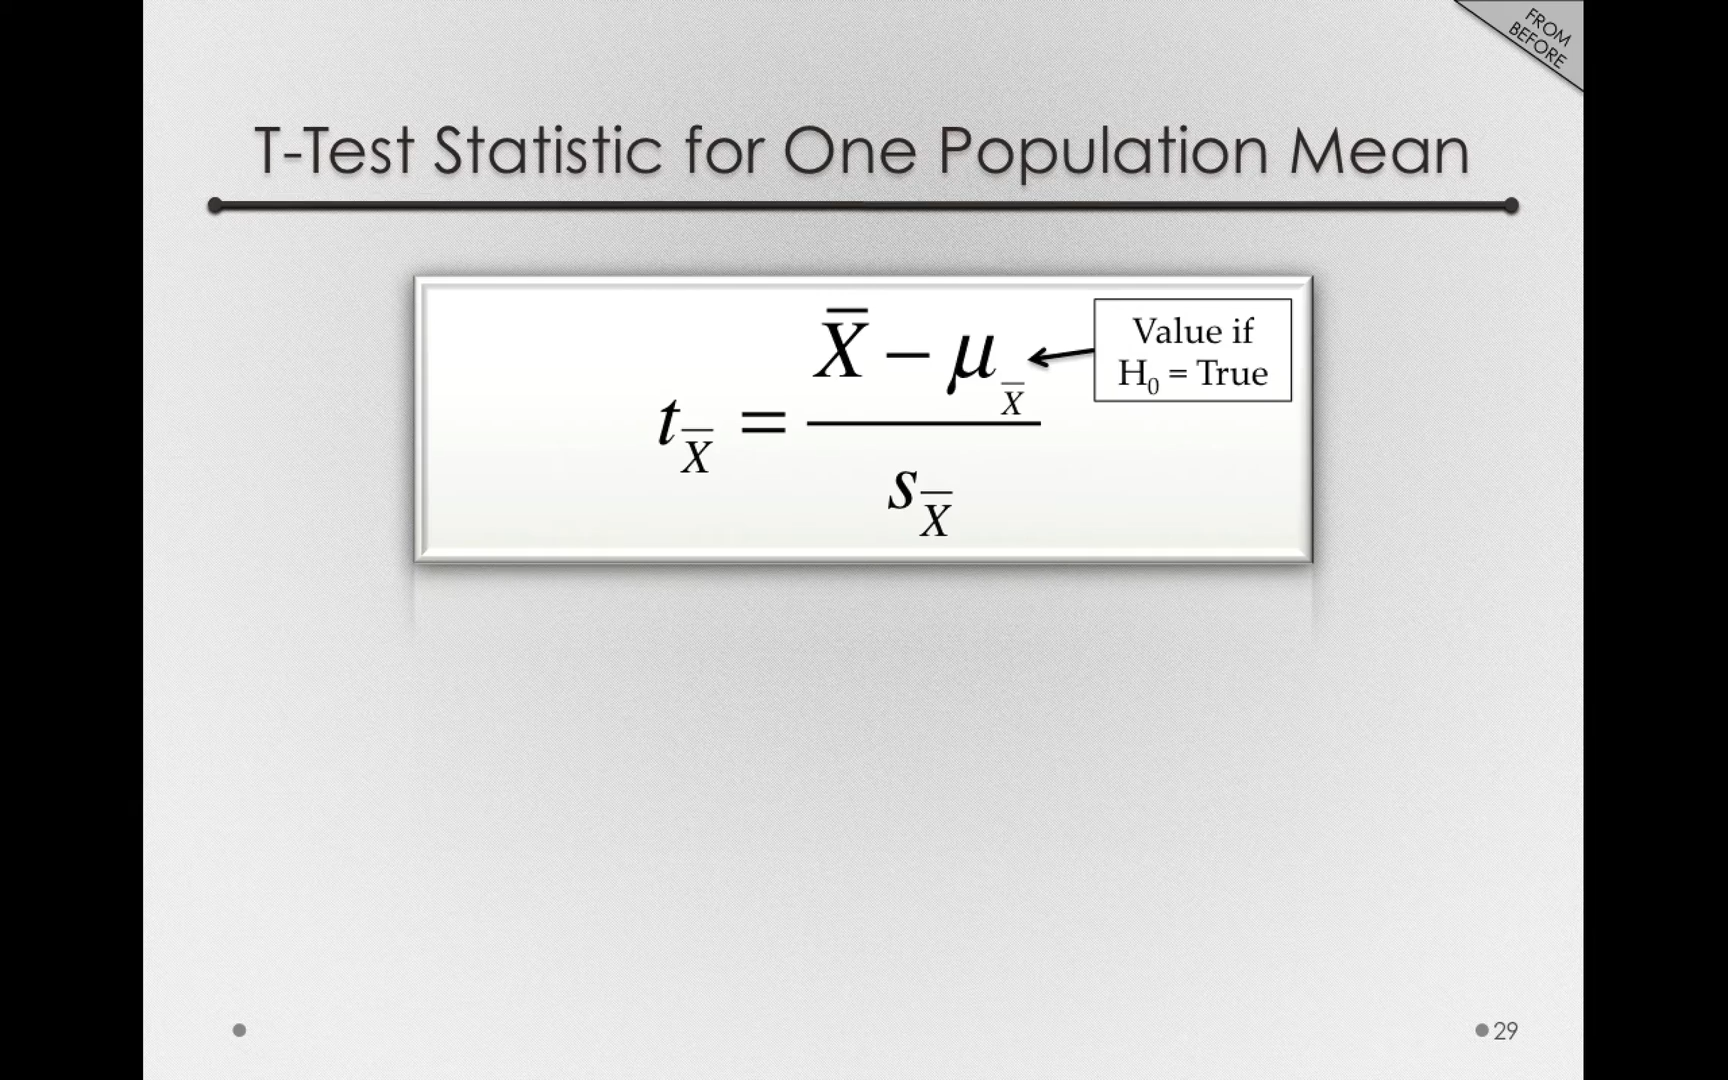 FROM
BEFORE
T-Test Statistic for One Population Mean
t_X̅ = (X̅ − μ_X̅) / s_X̅
Value if
H₀ = True
29